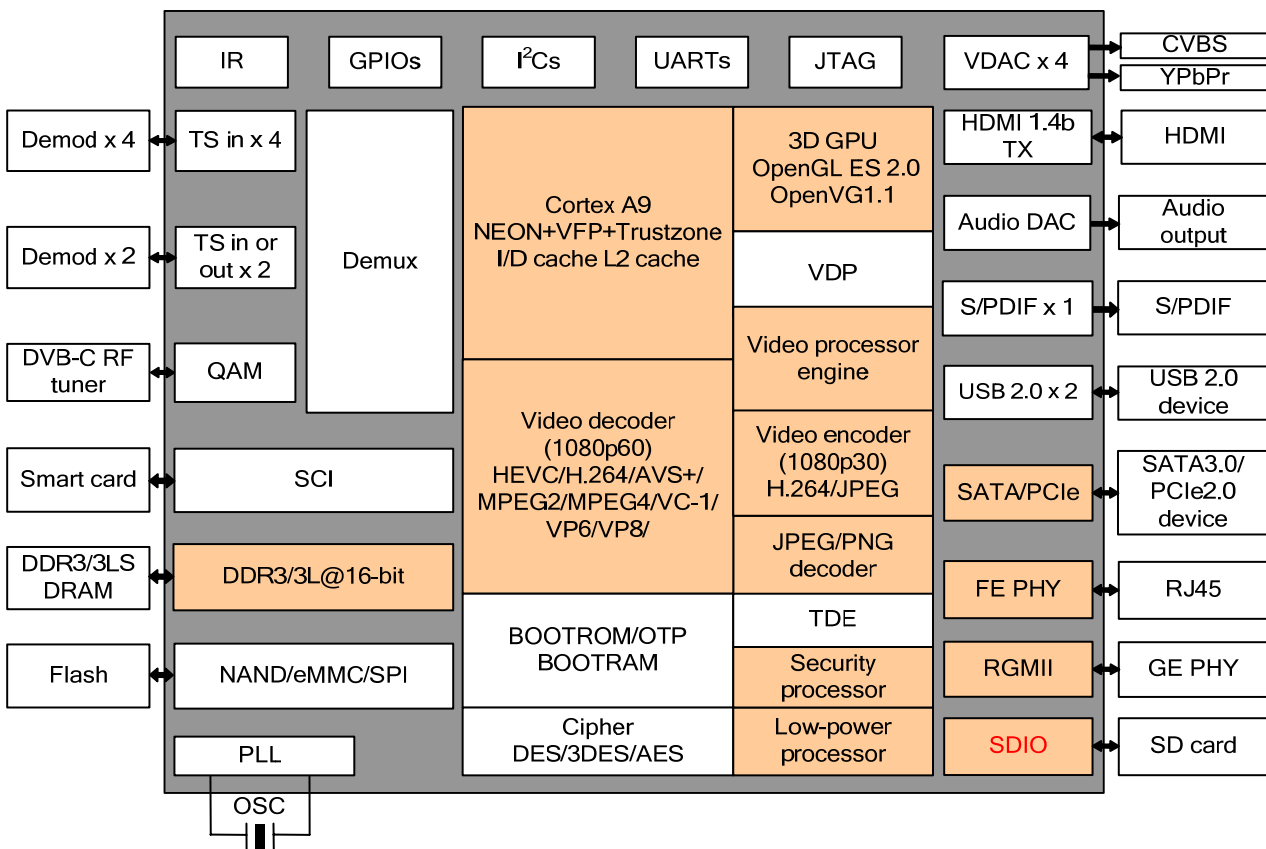 IR
GPIOs
I²Cs
UARTs
JTAG
VDAC x 4
CVBS
YPbPr
Demod x 4
TS in x 4
Demod x 2
TS in or
out x 2
DVB-C RF
tuner
QAM
Demux
Smart card
SCI
DDR3/3LS
DRAM
DDR3/3L@16-bit
Flash
NAND/eMMC/SPI
PLL
OSC
Cortex A9
NEON+VFP+Trustzone
I/D cache L2 cache
Video decoder
(1080p60)
HEVC/H.264/AVS+/
MPEG2/MPEG4/VC-1/
VP6/VP8/
BOOTROM/OTP
BOOTRAM
Cipher
DES/3DES/AES
3D GPU
OpenGL ES 2.0
OpenVG1.1
VDP
Video processor
engine
Video encoder
(1080p30)
H.264/JPEG
JPEG/PNG
decoder
TDE
Security
processor
Low-power
processor
HDMI 1.4b
TX
HDMI
Audio DAC
Audio
output
S/PDIF x 1
S/PDIF
USB 2.0 x 2
USB 2.0
device
SATA/PCIe
SATA3.0/
PCIe2.0
device
FE PHY
RJ45
RGMII
GE PHY
SDIO
SD card